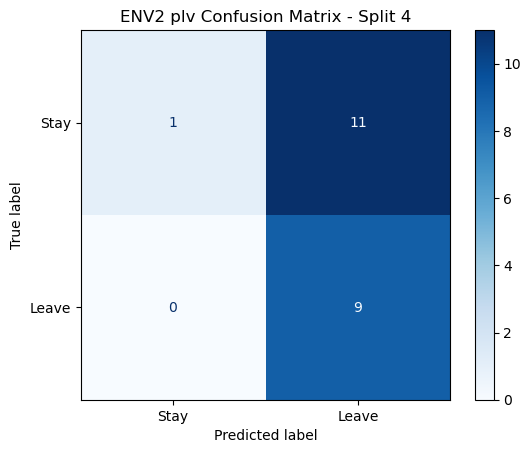 ENV2 plv Confusion Matrix - Split 4
True label
Stay
Leave
1
11
0
9
Stay
Leave
Predicted label
10
8
6
4
2
0